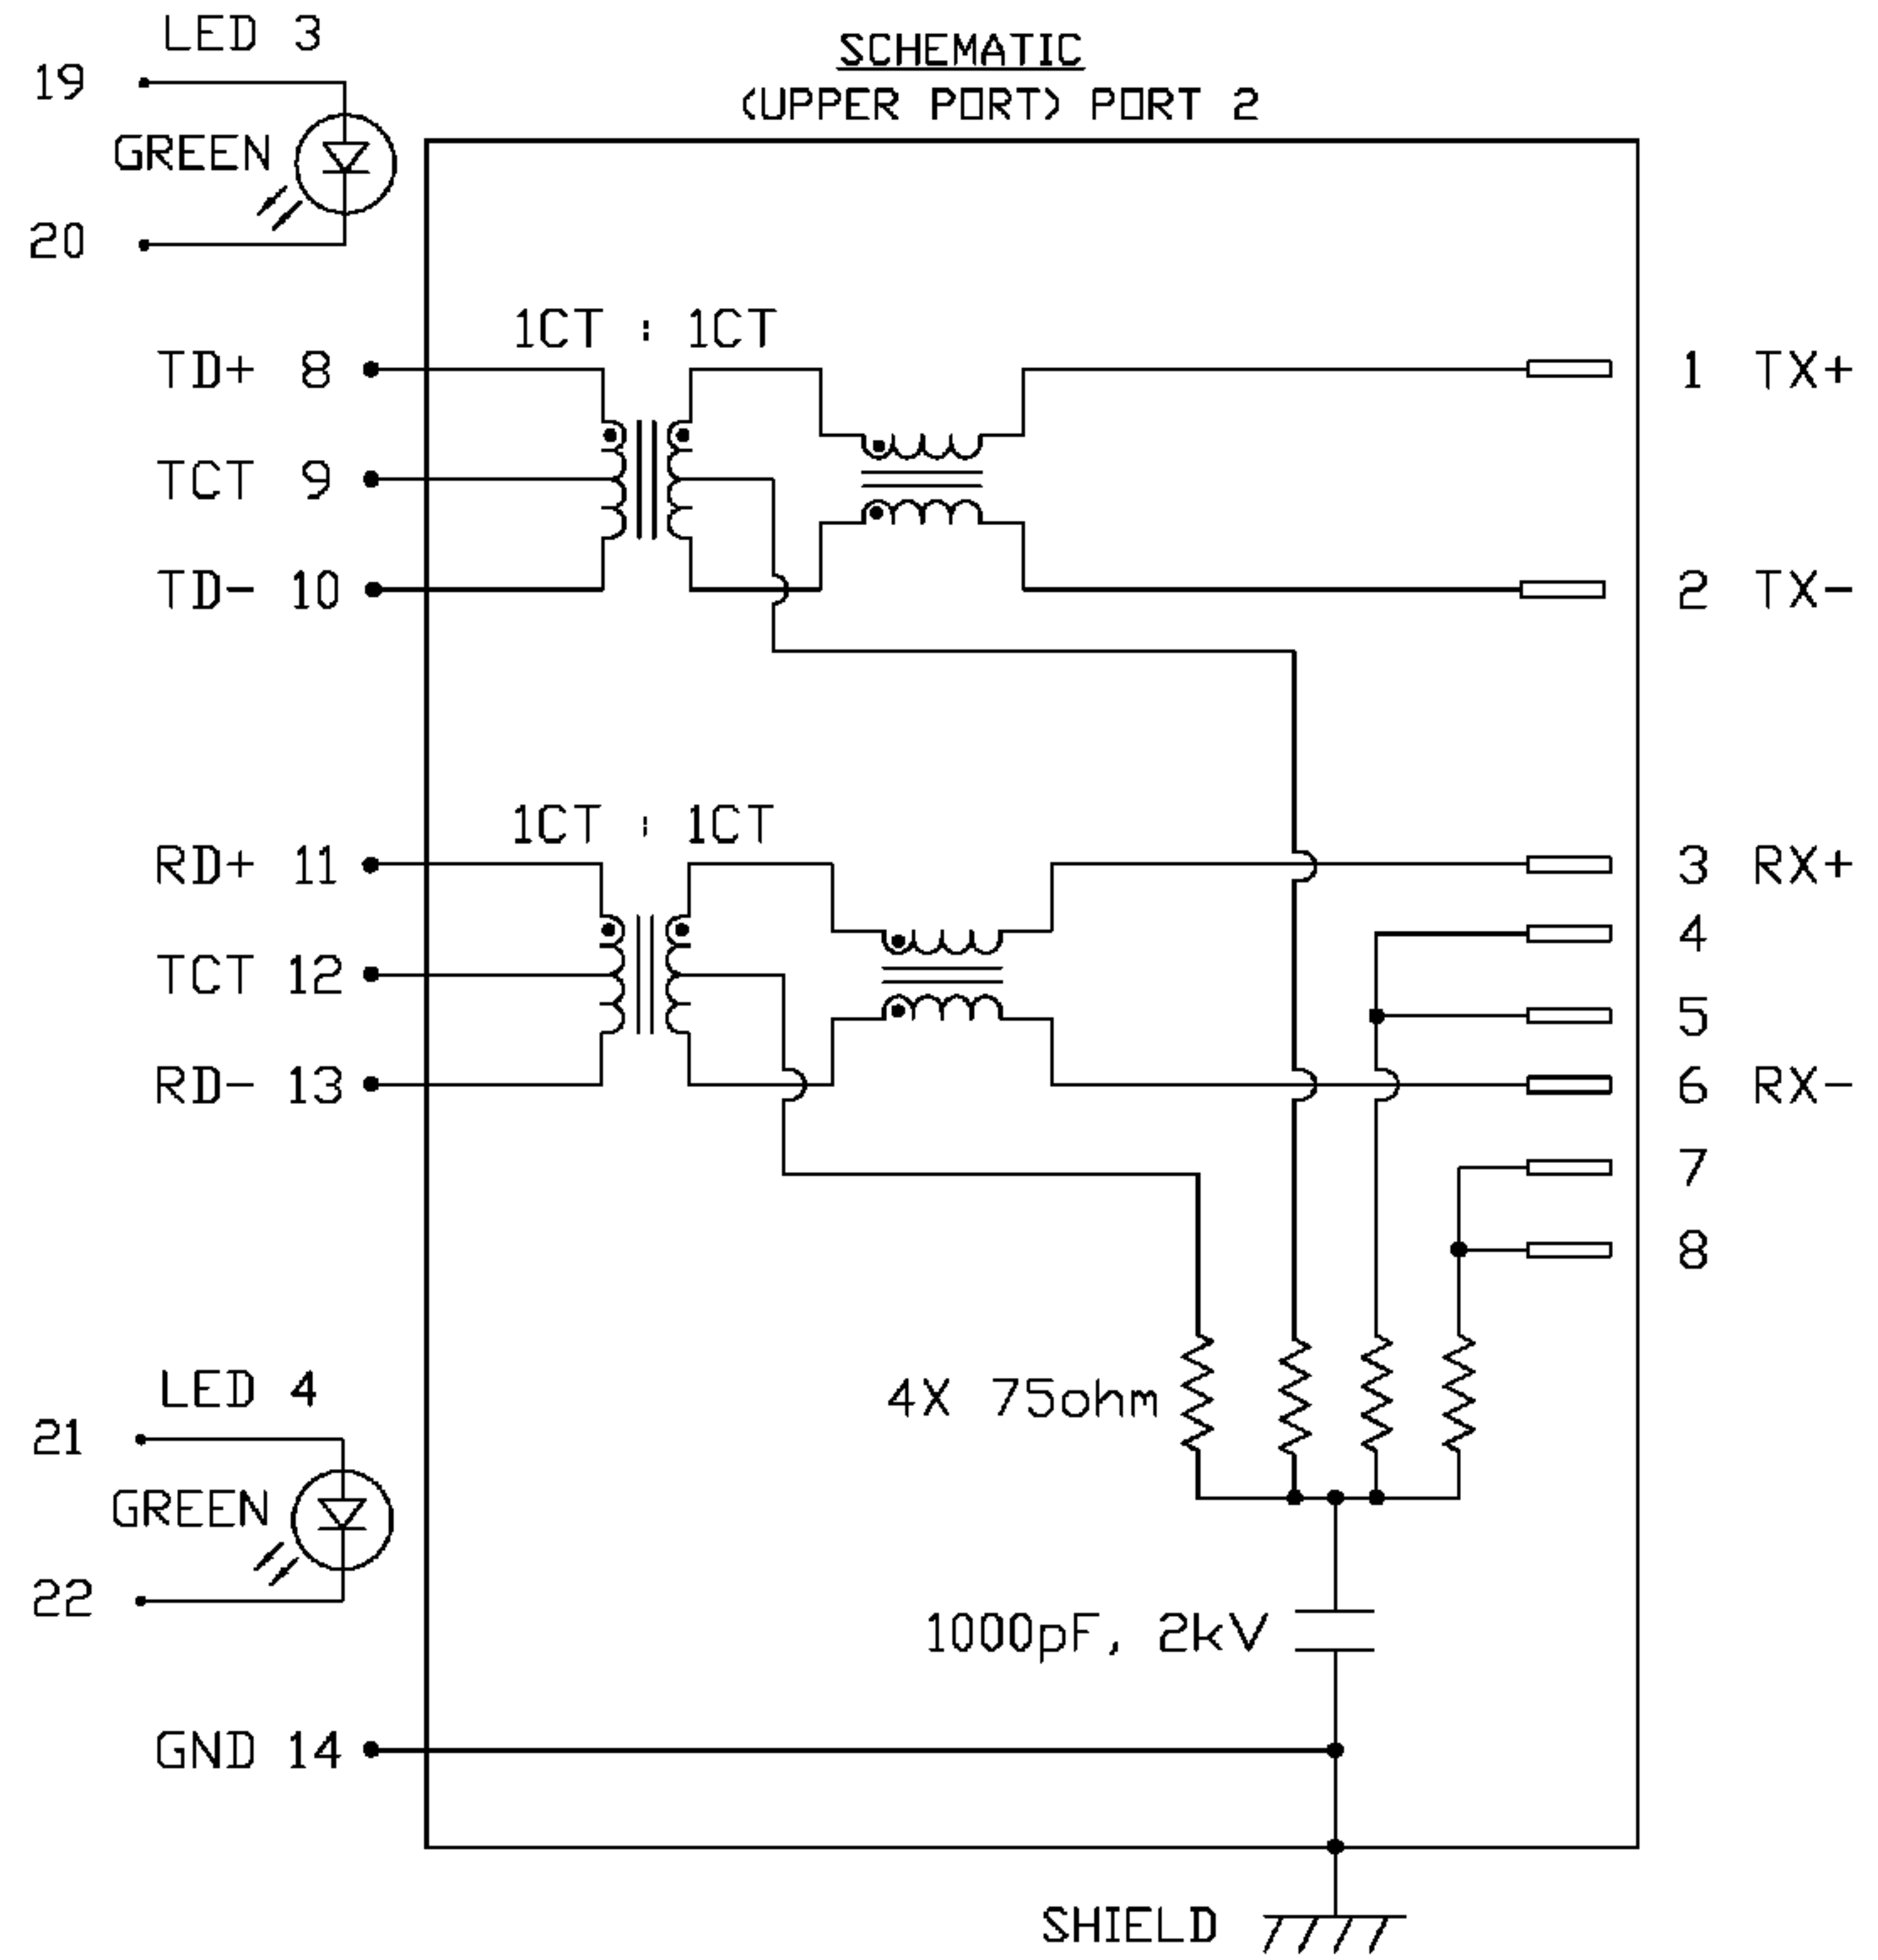 LED 3
SCHEMATIC
19
(UPPER PORT) PORT 2
GREEN
20
1CT : 1CT
TD+ 8
1 TX+
TCT 9
TD- 10
2 TX-
1CT : 1CT
RD+ 11
3 RX+
4
TCT 12
5
RD- 13
6 RX-
7
8
LED 4
4X 75ohm
21
GREEN
22
1000pF, 2kV
GND 14
SHIELD